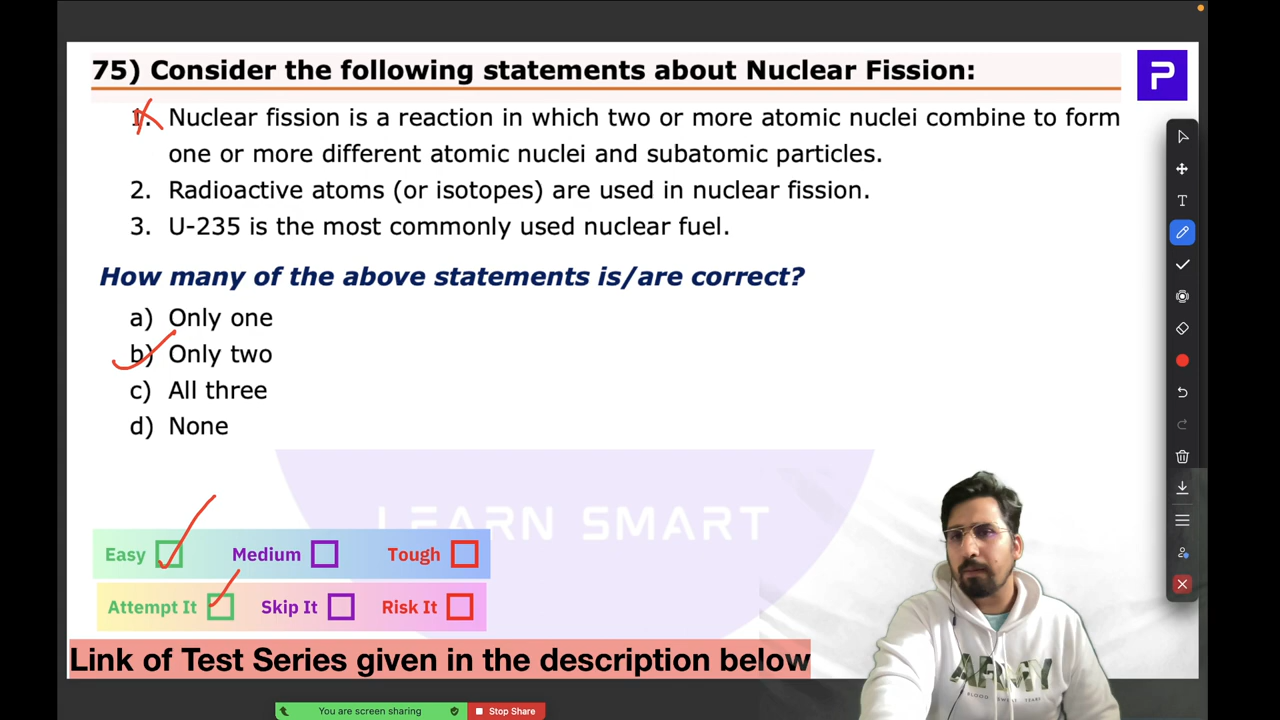 75) Consider the following statements about Nuclear Fission:
P
1. Nuclear fission is a reaction in which two or more atomic nuclei combine to form
one or more different atomic nuclei and subatomic particles.
2. Radioactive atoms (or isotopes) are used in nuclear fission.
3. U-235 is the most commonly used nuclear fuel.
How many of the above statements is/are correct?
a) Only one
b) Only two
c) All three
d) None
LEARN SMART
Easy Medium Tough
Attempt It Skip It Risk It
Link of Test Series given in the description below
ARMY
You are screen sharing Stop Share
T